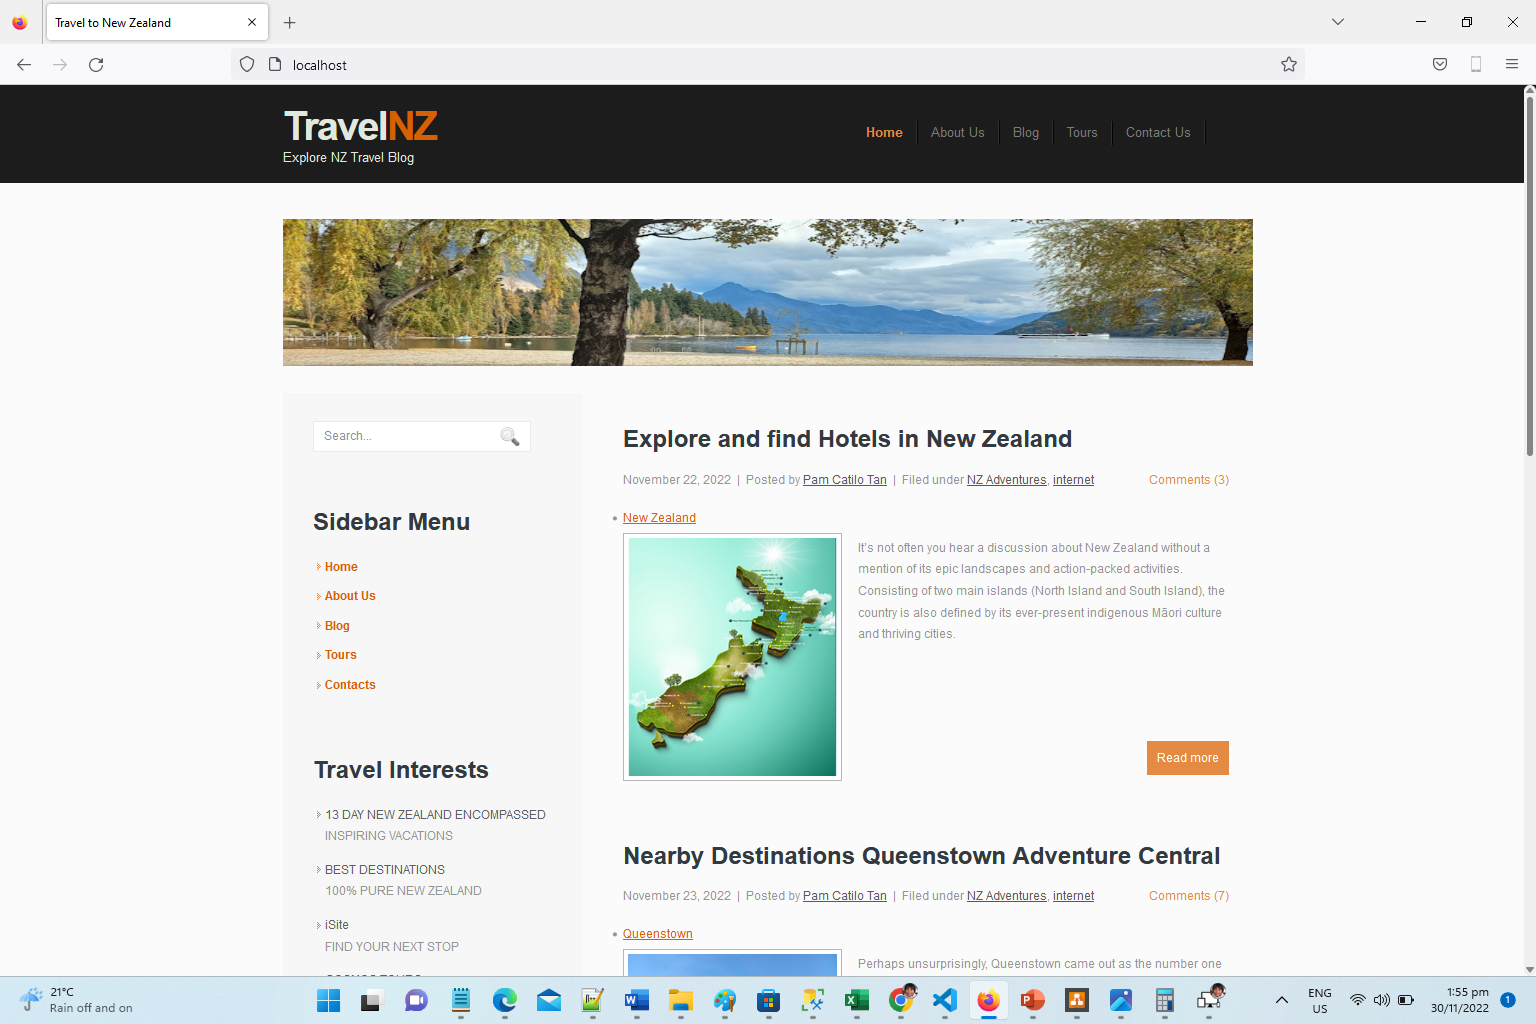 Travel to New Zealand
localhost
TravelNZ
Explore NZ Travel Blog
Home
About Us
Blog
Tours
Contact Us
Search...
Sidebar Menu
Home
About Us
Blog
Tours
Contacts
Travel Interests
13 DAY NEW ZEALAND ENCOMPASSED
INSPIRING VACATIONS
BEST DESTINATIONS
100% PURE NEW ZEALAND
iSite
FIND YOUR NEXT STOP
Explore and find Hotels in New Zealand
November 22, 2022 | Posted by Pam Catilo Tan | Filed under NZ Adventures, internet
Comments (3)
New Zealand
It's not often you hear a discussion about New Zealand without a
mention of its epic landscapes and action-packed activities.
Consisting of two main islands (North Island and South Island), the
country is also defined by its ever-present indigenous Māori culture
and thriving cities.
Read more
Nearby Destinations Queenstown Adventure Central
November 23, 2022 | Posted by Pam Catilo Tan | Filed under NZ Adventures, internet
Comments (7)
Queenstown
Perhaps unsurprisingly, Queenstown came out as the number one
21°C
Rain off and on
ENG
US
1:55 pm
30/11/2022
1